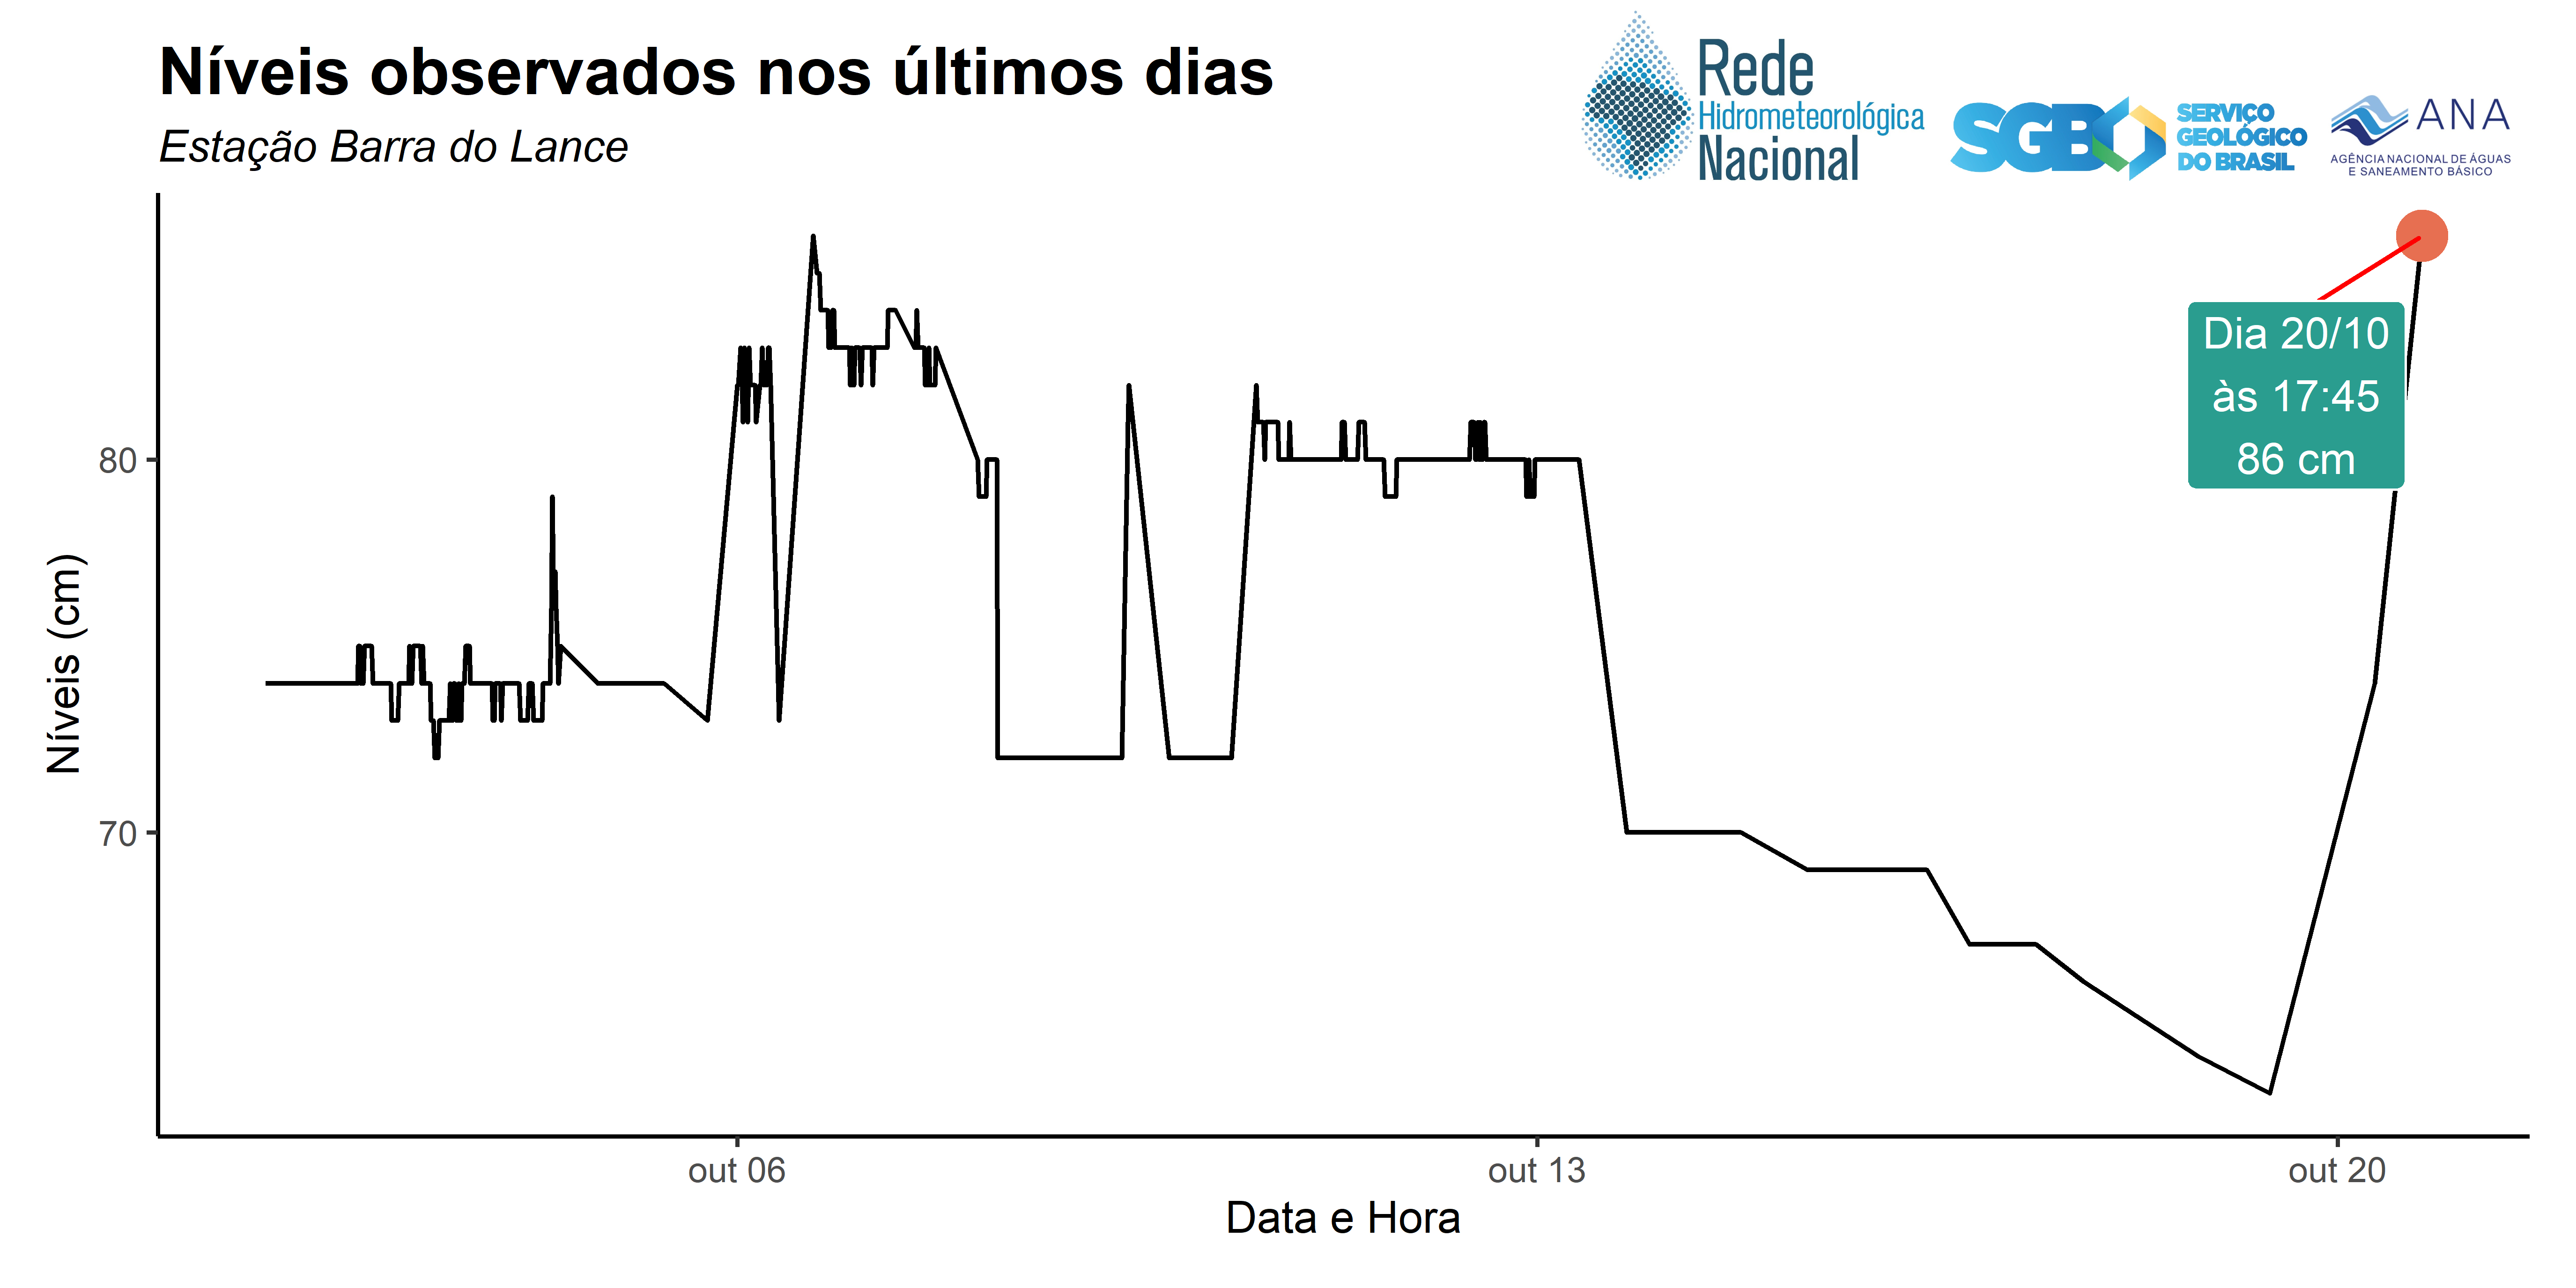 Níveis observados nos últimos dias
Estação Barra do Lance
Rede
Hidrometeorológica
Nacional
SGB
SERVIÇO
GEOLÓGICO
DO BRASIL
ANA
AGÊNCIA NACIONAL DE ÁGUAS
E SANEAMENTO BÁSICO
Dia 20/10
às 17:45
86 cm
Níveis (cm)
80
70
out 06
out 13
out 20
Data e Hora